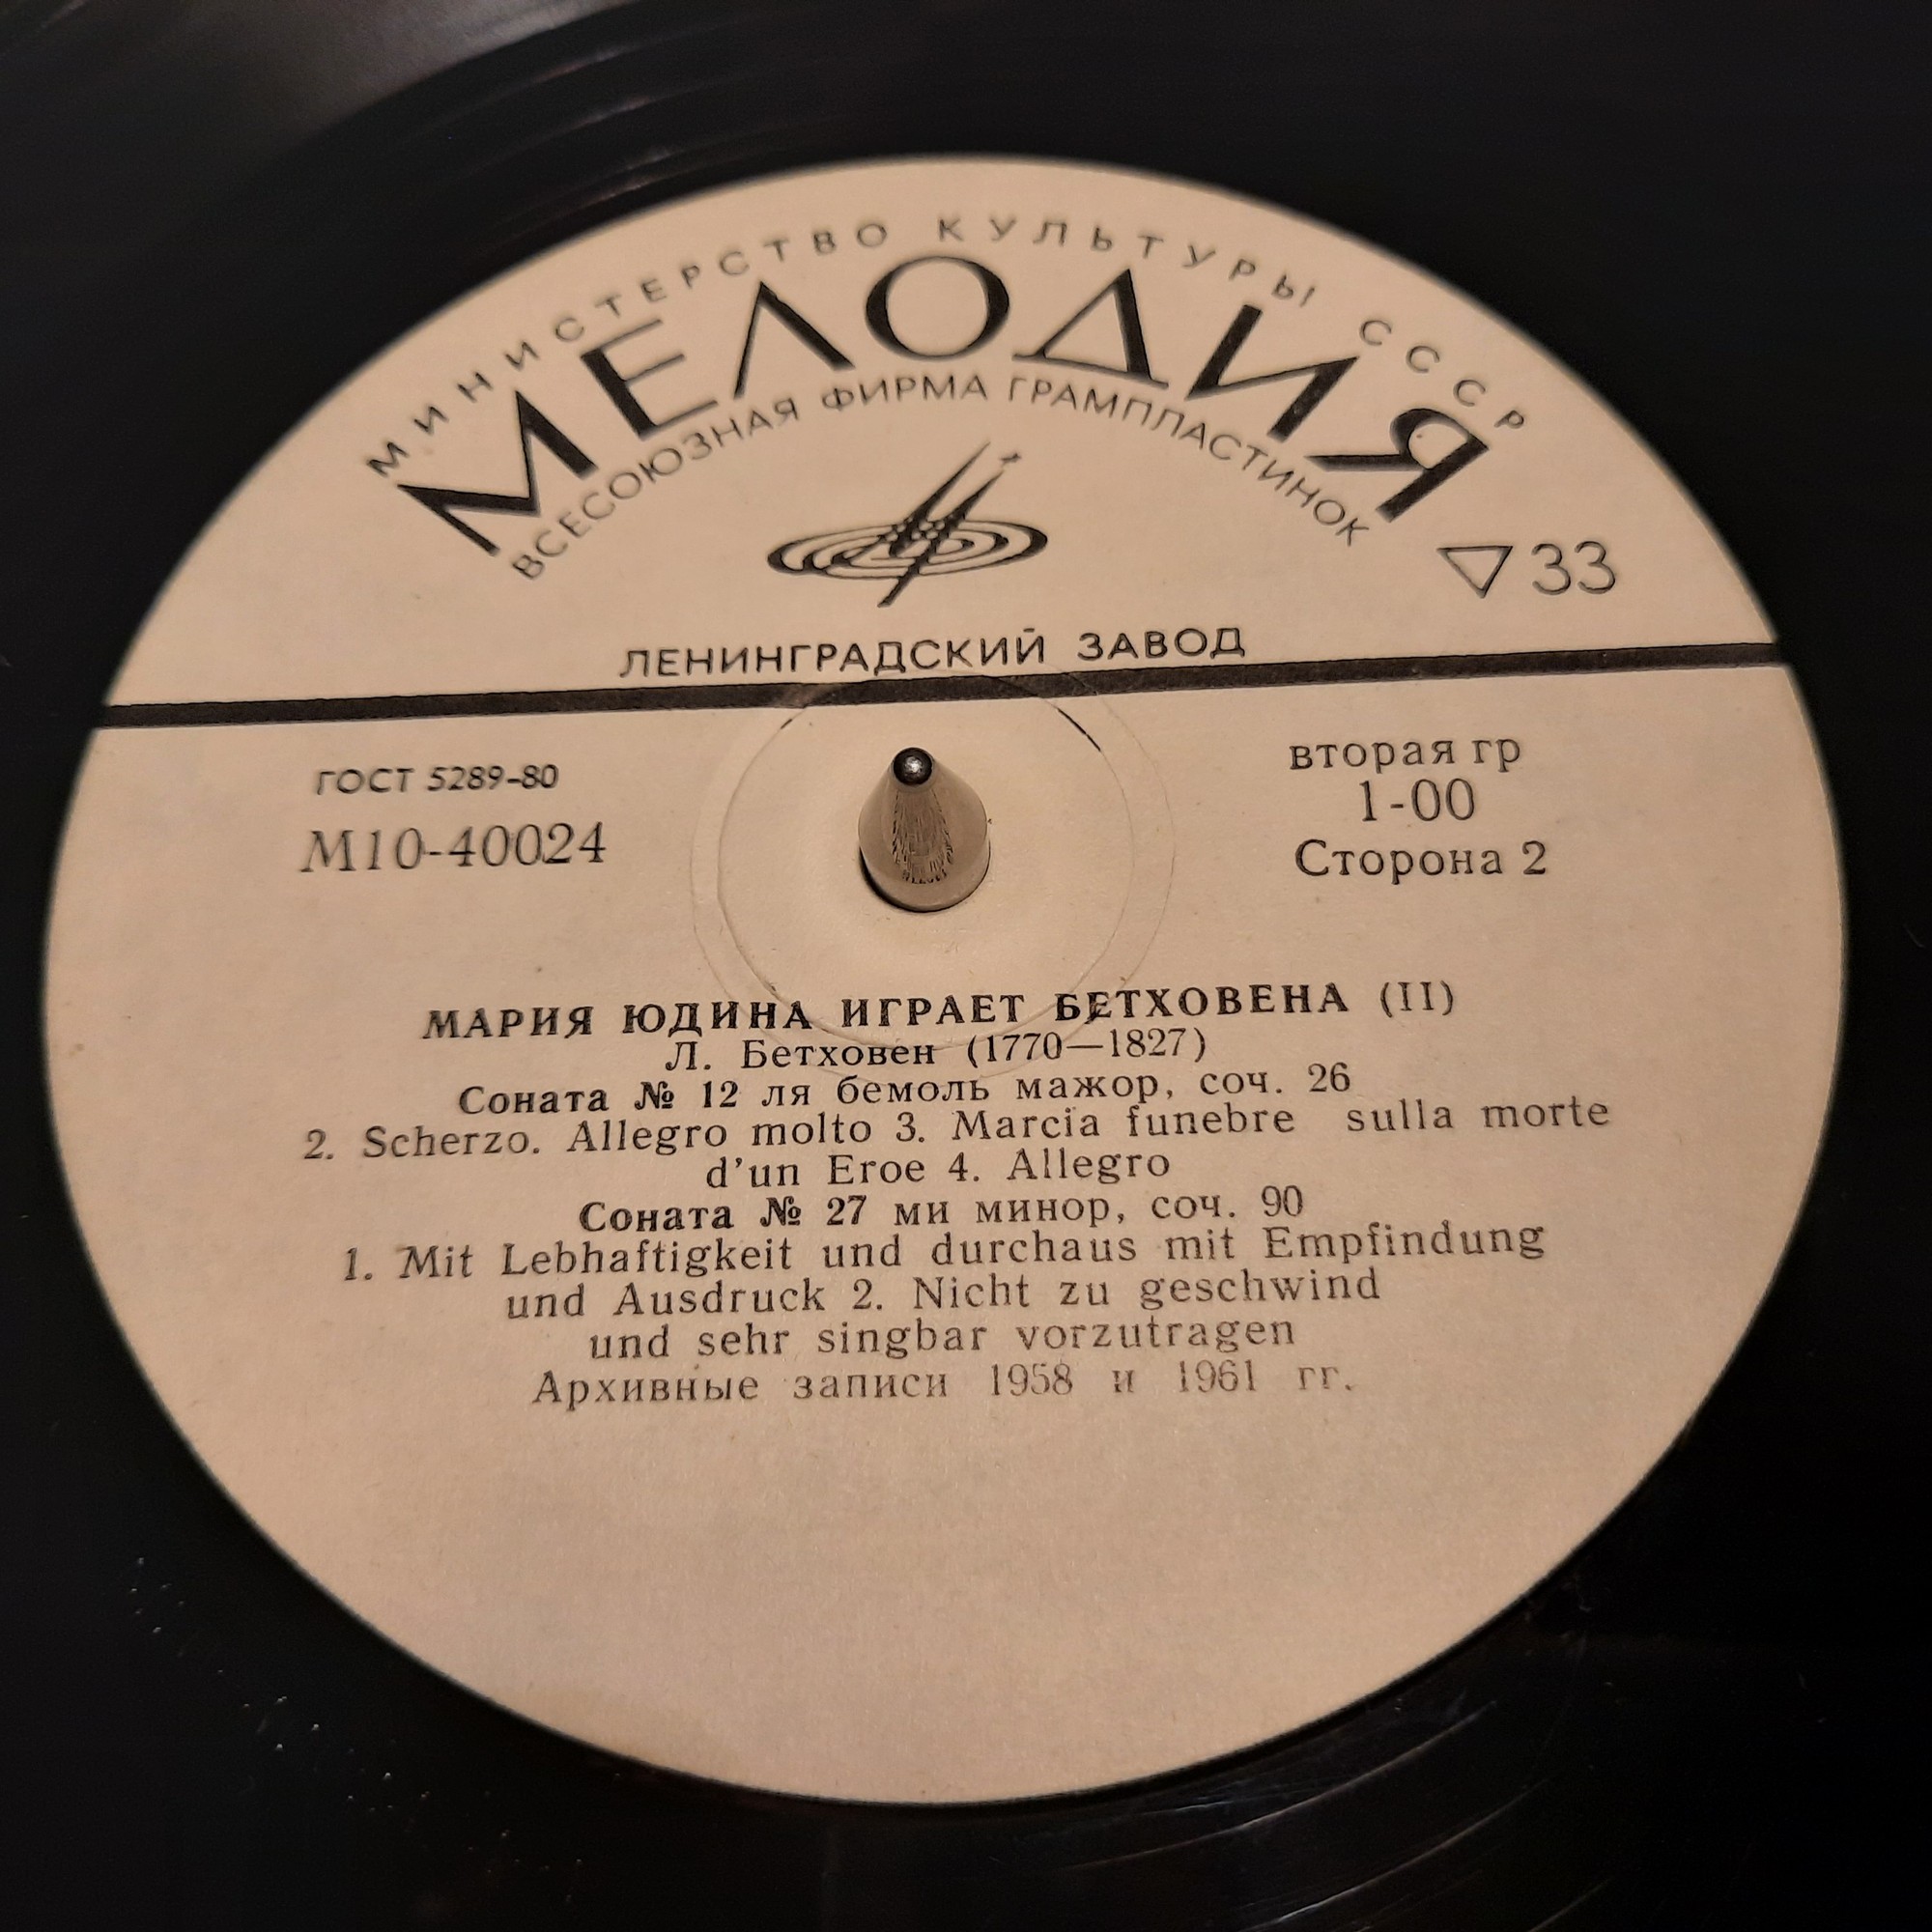 МИНИСТЕРСТВО КУЛЬТУРЫ СССР
МЕЛОДИЯ
ВСЕСОЮЗНАЯ ФИРМА ГРАМПЛАСТИНОК
33
ЛЕНИНГРАДСКИЙ ЗАВОД
ГОСТ 5289-80
М10-40024
вторая гр
1-00
Сторона 2
МАРИЯ ЮДИНА ИГРАЕТ БЕТХОВЕНА (II)
Л. Бетховен (1770—1827)
Соната № 12 ля бемоль мажор, соч. 26
2. Scherzo. Allegro molto 3. Marcia funebre sulla morte
d'un Eroe 4. Allegro
Соната № 27 ми минор, соч. 90
1. Mit Lebhaftigkeit und durchaus mit Empfindung
und Ausdruck 2. Nicht zu geschwind
und sehr singbar vorzutragen
Архивные записи 1958 и 1961 гг.